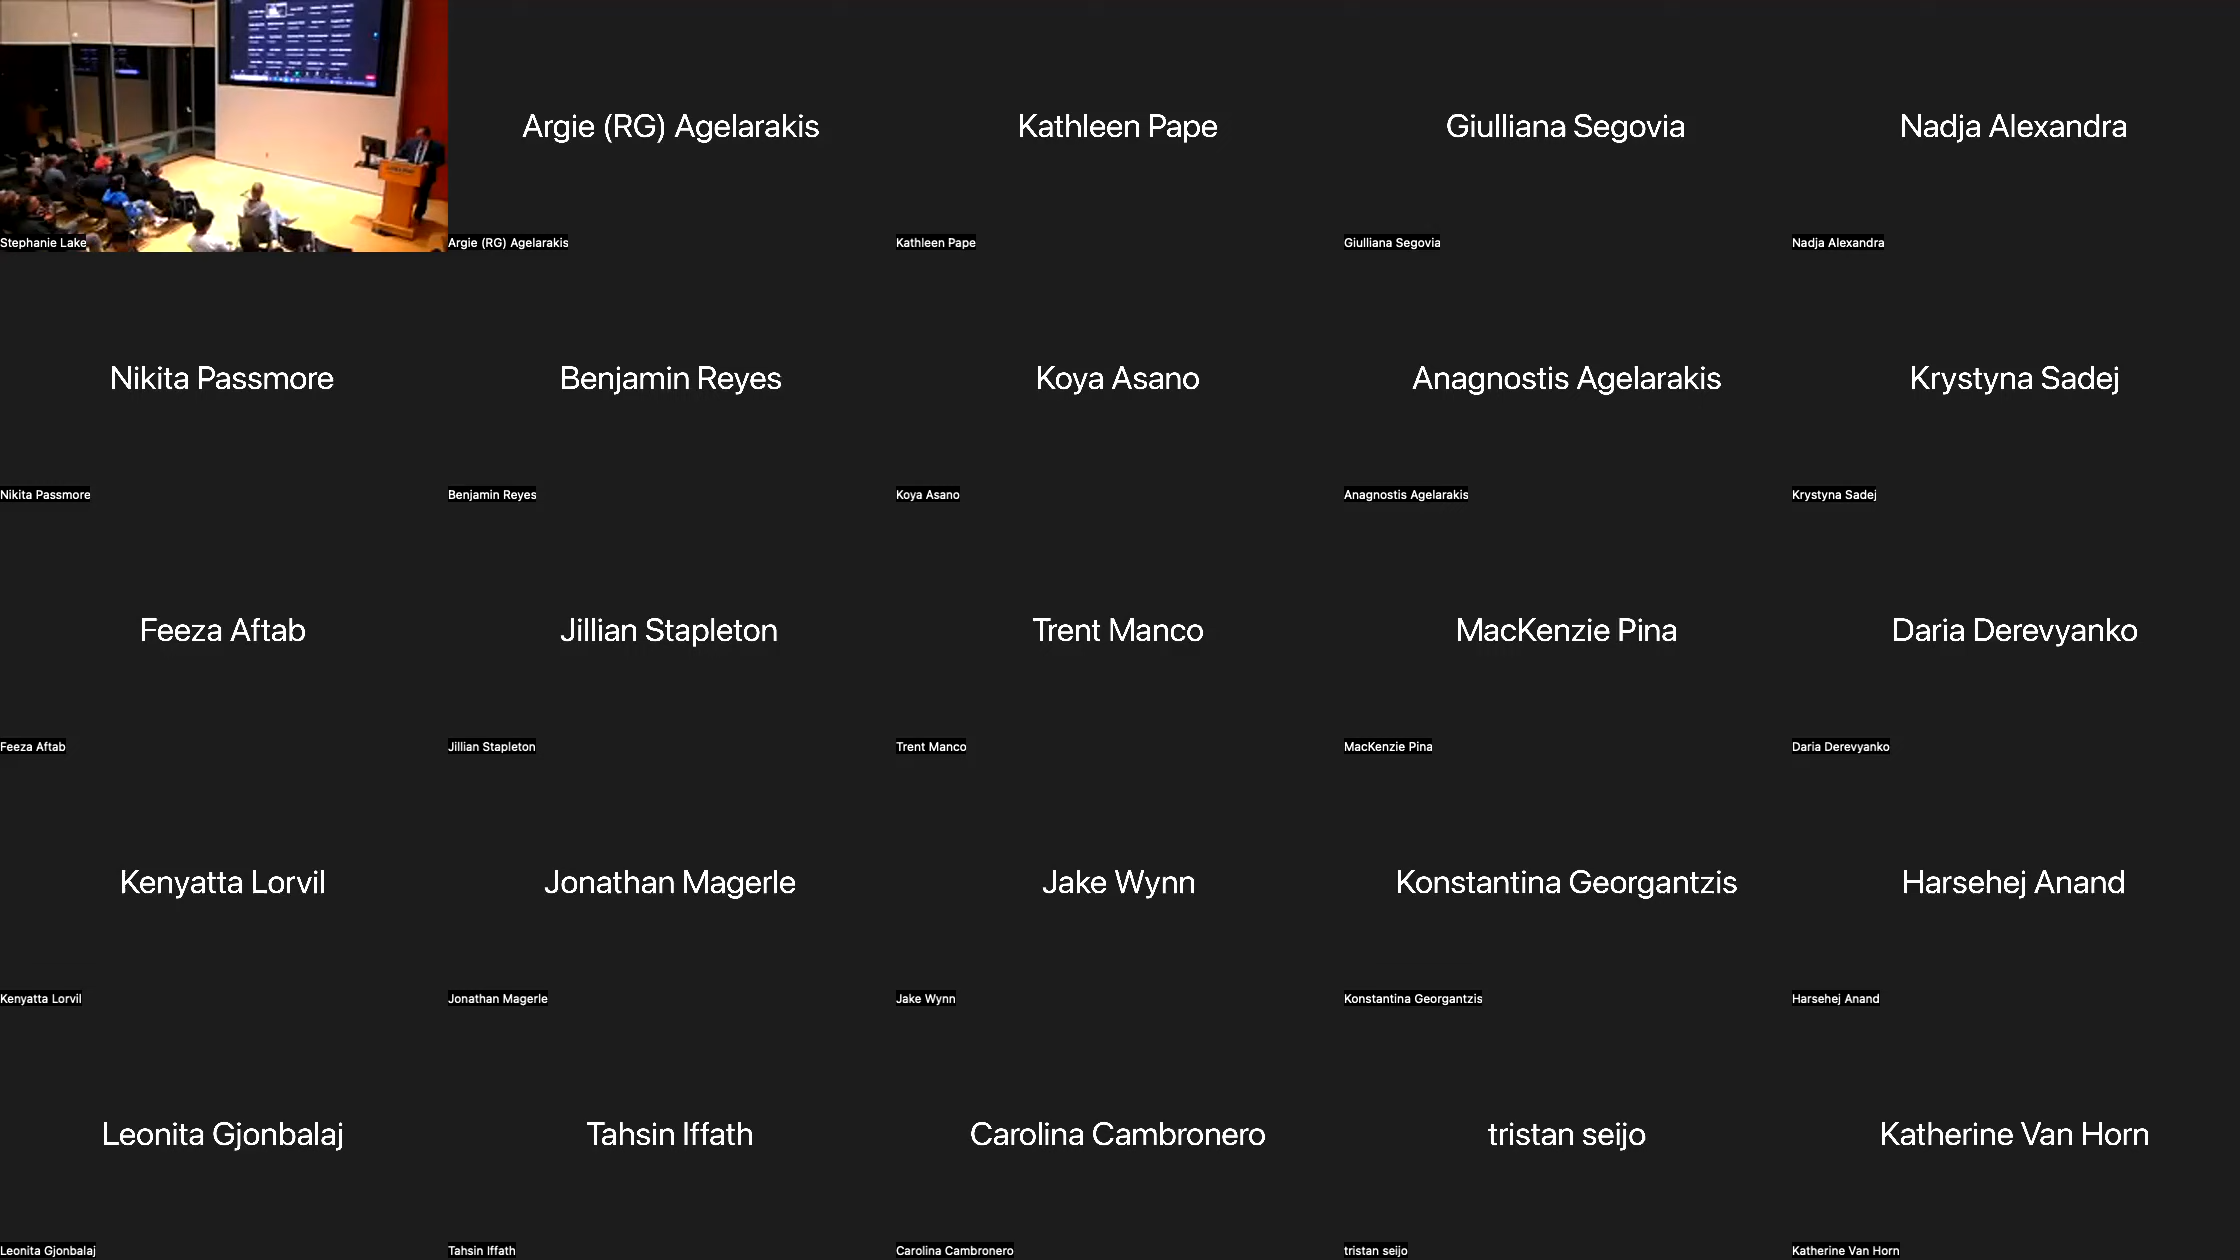 Stephanie Lake
Argie (RG) Agelarakis
Argie (RG) Agelarakis
Kathleen Pape
Kathleen Pape
Giulliana Segovia
Giulliana Segovia
Nadja Alexandra
Nadja Alexandra
Nikita Passmore
Nikita Passmore
Benjamin Reyes
Benjamin Reyes
Koya Asano
Koya Asano
Anagnostis Agelarakis
Anagnostis Agelarakis
Krystyna Sadej
Krystyna Sadej
Feeza Aftab
Feeza Aftab
Jillian Stapleton
Jillian Stapleton
Trent Manco
Trent Manco
MacKenzie Pina
MacKenzie Pina
Daria Derevyanko
Daria Derevyanko
Kenyatta Lorvil
Kenyatta Lorvil
Jonathan Magerle
Jonathan Magerle
Jake Wynn
Jake Wynn
Konstantina Georgantzis
Konstantina Georgantzis
Harsehej Anand
Harsehej Anand
Leonita Gjonbalaj
Leonita Gjonbalaj
Tahsin Iffath
Tahsin Iffath
Carolina Cambronero
Carolina Cambronero
tristan seijo
tristan seijo
Katherine Van Horn
Katherine Van Horn